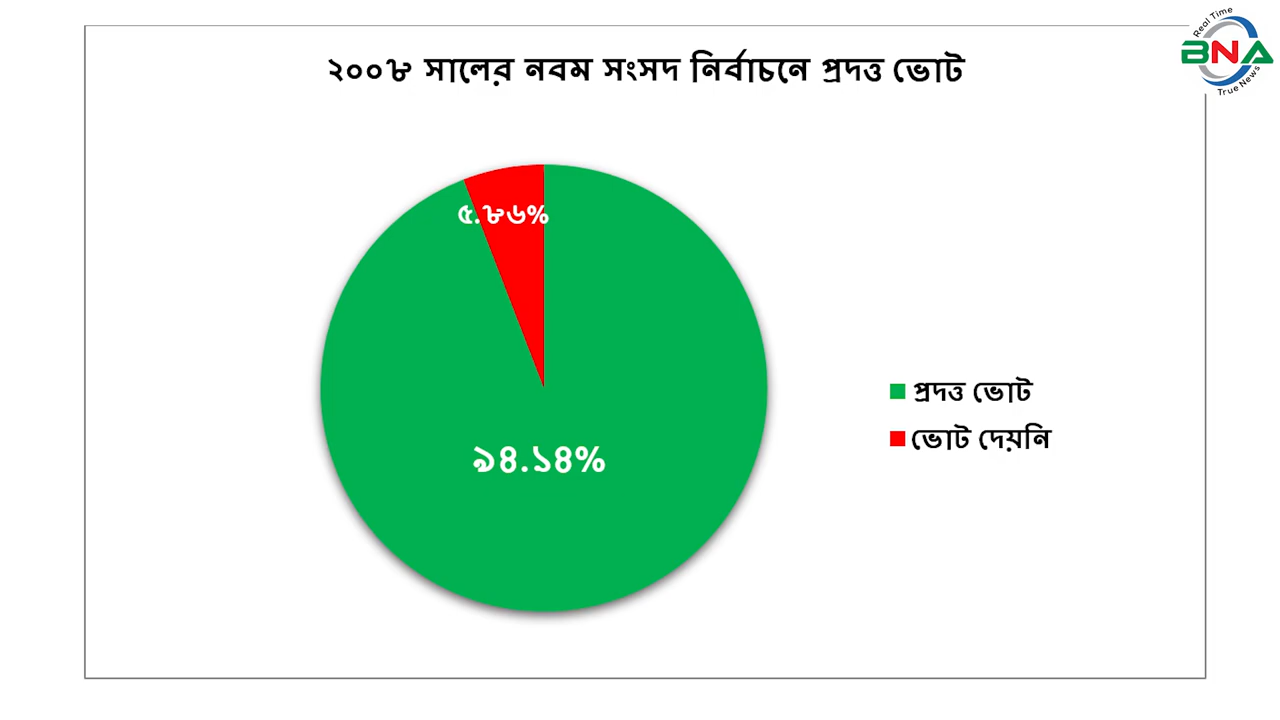 Real Time
BNA
True News
২০০৮ সালের নবম সংসদ নির্বাচনে প্রদত্ত ভোট
৫.৮৬%
৯৪.১৪%
প্রদত্ত ভোট
ভোট দেয়নি